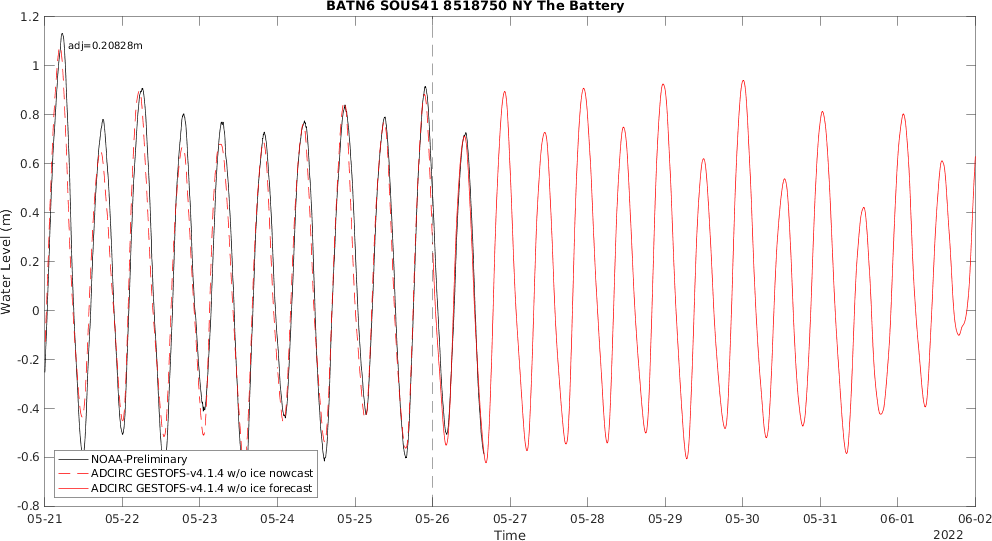 BATN6 SOUS41 8518750 NY The Battery
adj=0.20828m
1.2
1
0.8
0.6
0.4
0.2
0
-0.2
-0.4
-0.6
-0.8
Water Level (m)
NOAA-Preliminary
ADCIRC GESTOFS-v4.1.4 w/o ice nowcast
ADCIRC GESTOFS-v4.1.4 w/o ice forecast
05-21 05-22 05-23 05-24 05-25 05-26 05-27 05-28 05-29 05-30 05-31 06-01 06-02
Time
2022